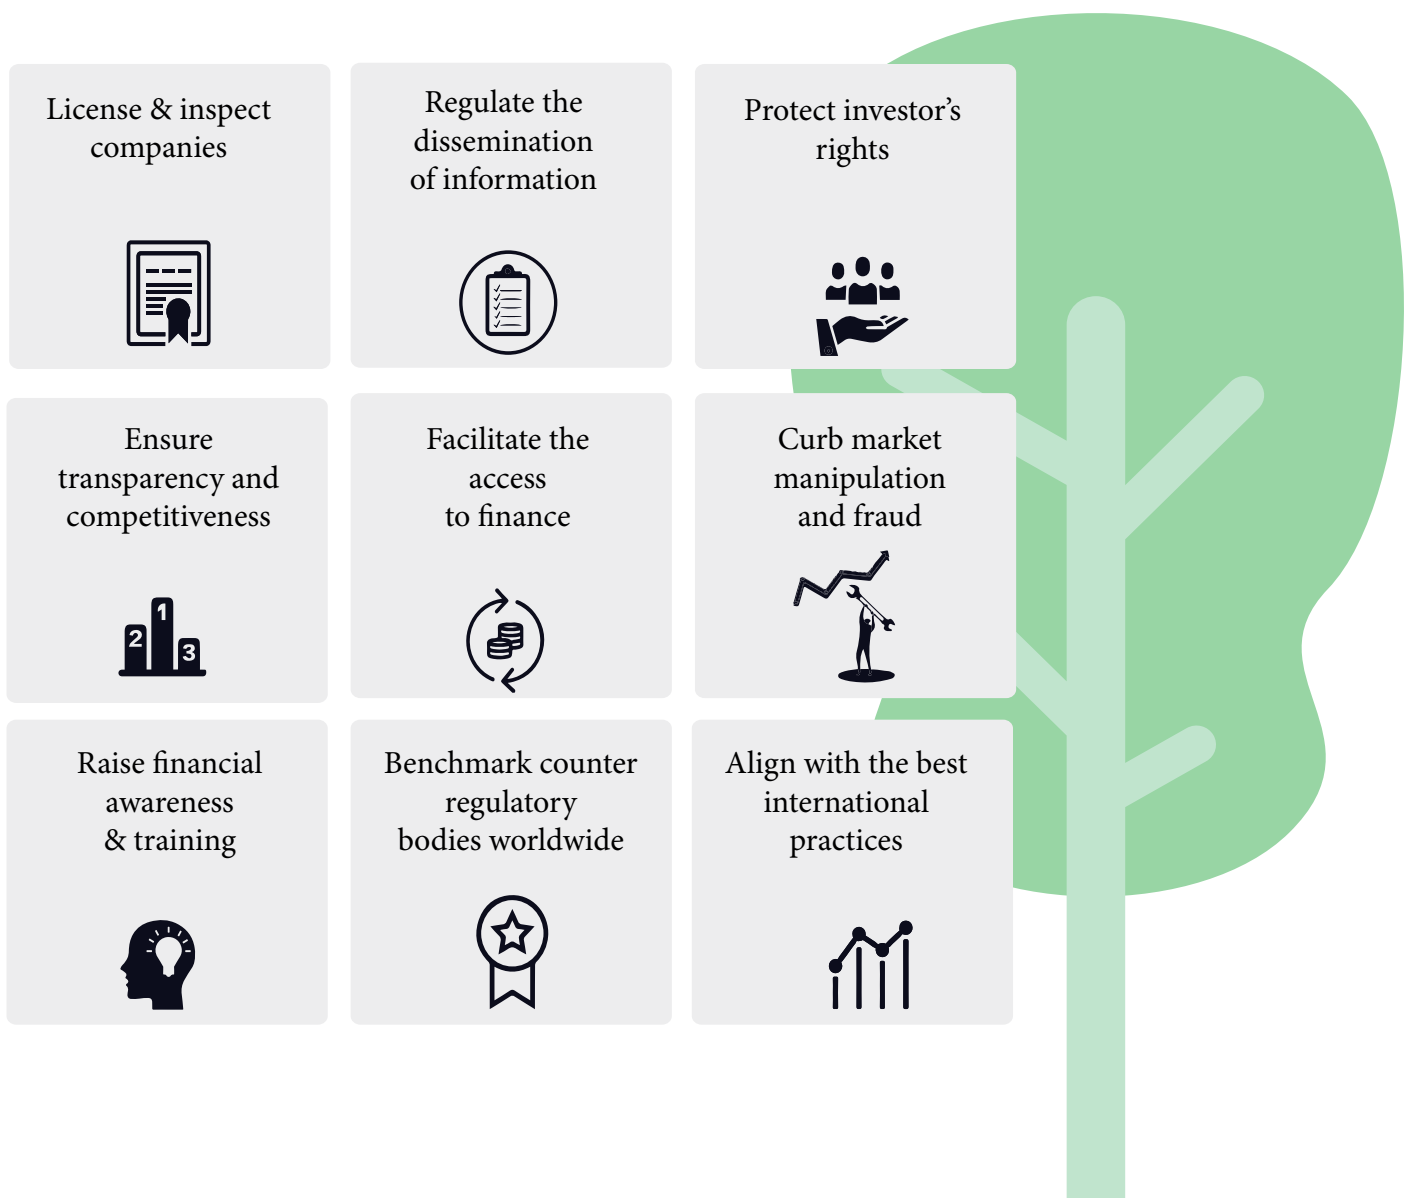 License & inspect
companies
Regulate the
dissemination
of information
Protect investor’s
rights
Ensure
transparency and
competitiveness
2
1
3
Facilitate the
access
to finance
Curb market
manipulation
and fraud
Raise financial
awareness
& training
Benchmark counter
regulatory
bodies worldwide
Align with the best
international
practices